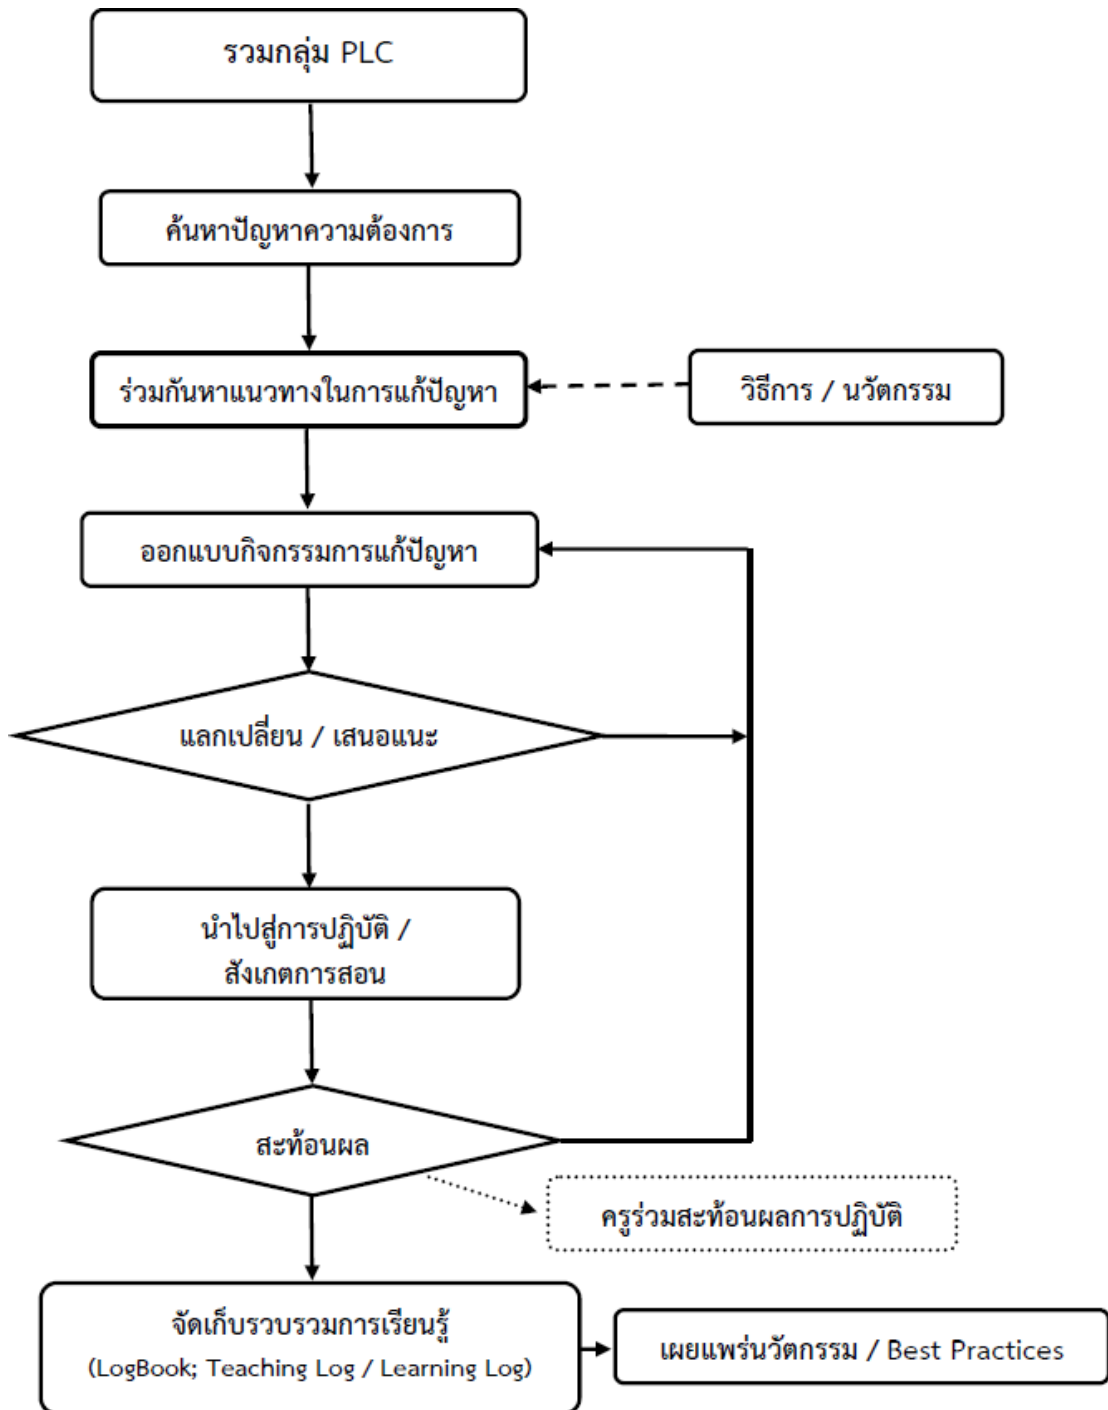 รวมกลุ่ม PLC
ค้นหาปัญหาความต้องการ
ร่วมกันหาแนวทางในการแก้ปัญหา
วิธีการ / นวัตกรรม
ออกแบบกิจกรรมการแก้ปัญหา
แลกเปลี่ยน / เสนอแนะ
นำไปสู่การปฏิบัติ /
สังเกตการสอน
สะท้อนผล
ครูร่วมสะท้อนผลการปฏิบัติ
จัดเก็บรวบรวมการเรียนรู้
(LogBook; Teaching Log / Learning Log)
เผยแพร่นวัตกรรม / Best Practices